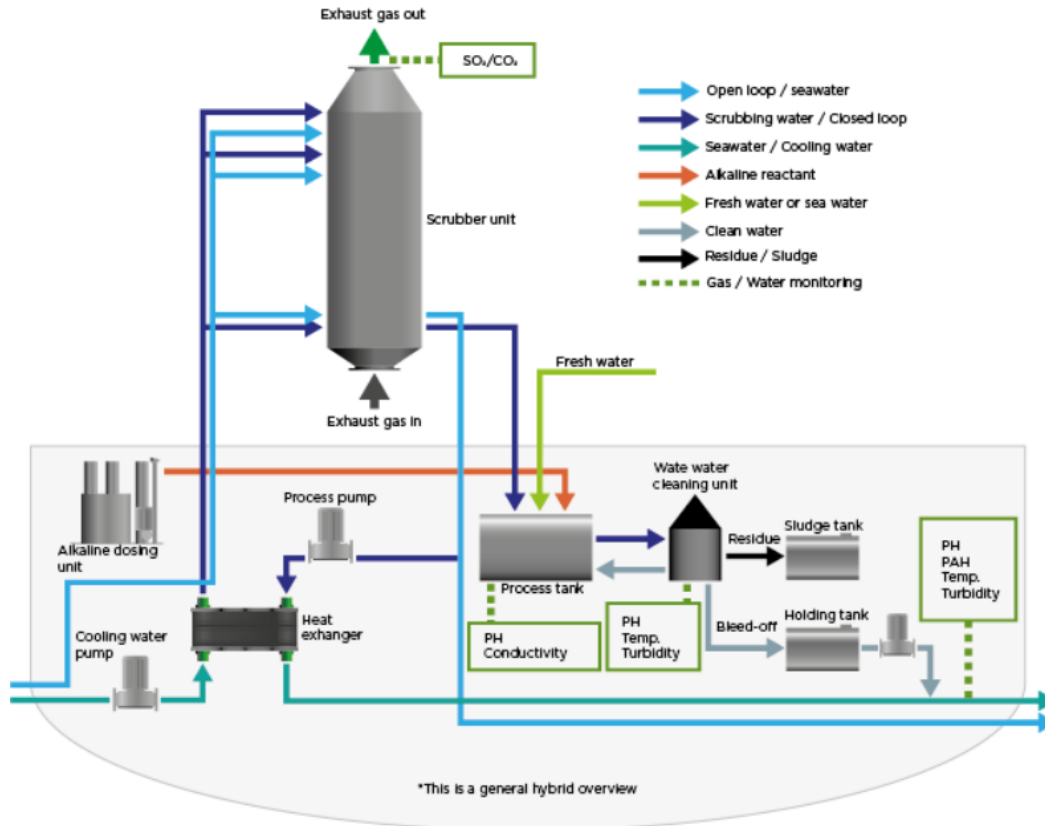 Exhaust gas out
SOₓ/CO₂
Open loop / seawater
Scrubbing water / Closed loop
Seawater / Cooling water
Alkaline reactant
Fresh water or sea water
Clean water
Residue / Sludge
Gas / Water monitoring
Scrubber unit
Fresh water
Exhaust gas in
Wate water
cleaning unit
Process pump
Sludge tank
Residue
Alkaline dosing
unit
Process tank
PH
PAH
Temp.
Turbidity
Heat
exhanger
Cooling water
pump
PH
Conductivity
PH
Temp.
Turbidity
Bleed-off
Holding tank
*This is a general hybrid overview